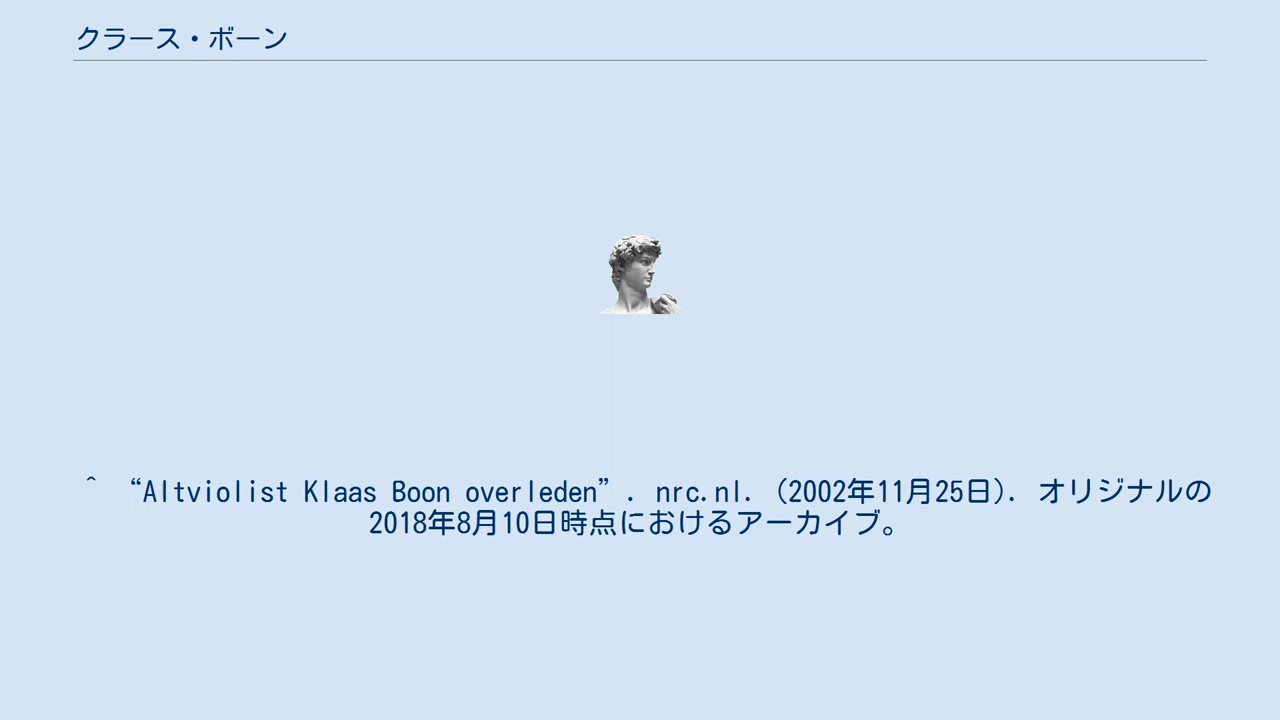 クラース・ボーン
^ “Altviolist Klaas Boon overleden”. nrc.nl. (2002年11月25日). オリジナルの
2018年8月10日時点におけるアーカイブ。